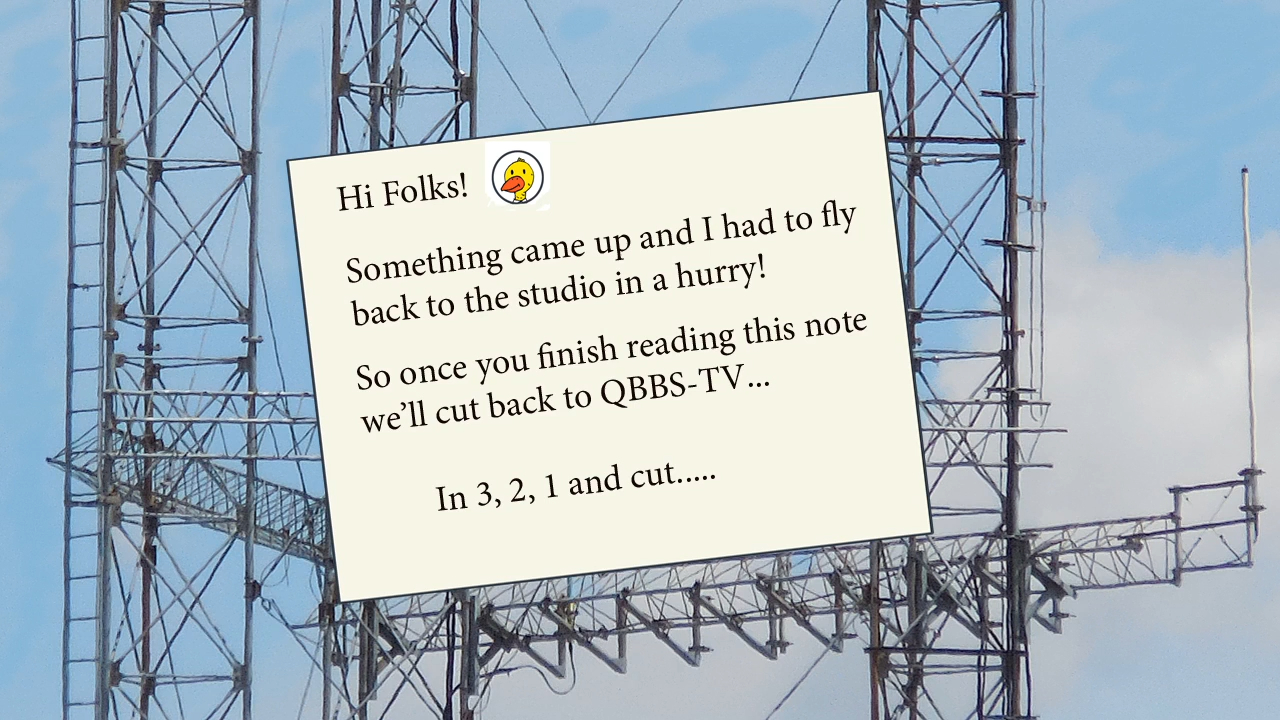 Hi Folks!
Something came up and I had to fly
back to the studio in a hurry!
So once you finish reading this note
we’ll cut back to QBBS-TV...
In 3, 2, 1 and cut.....